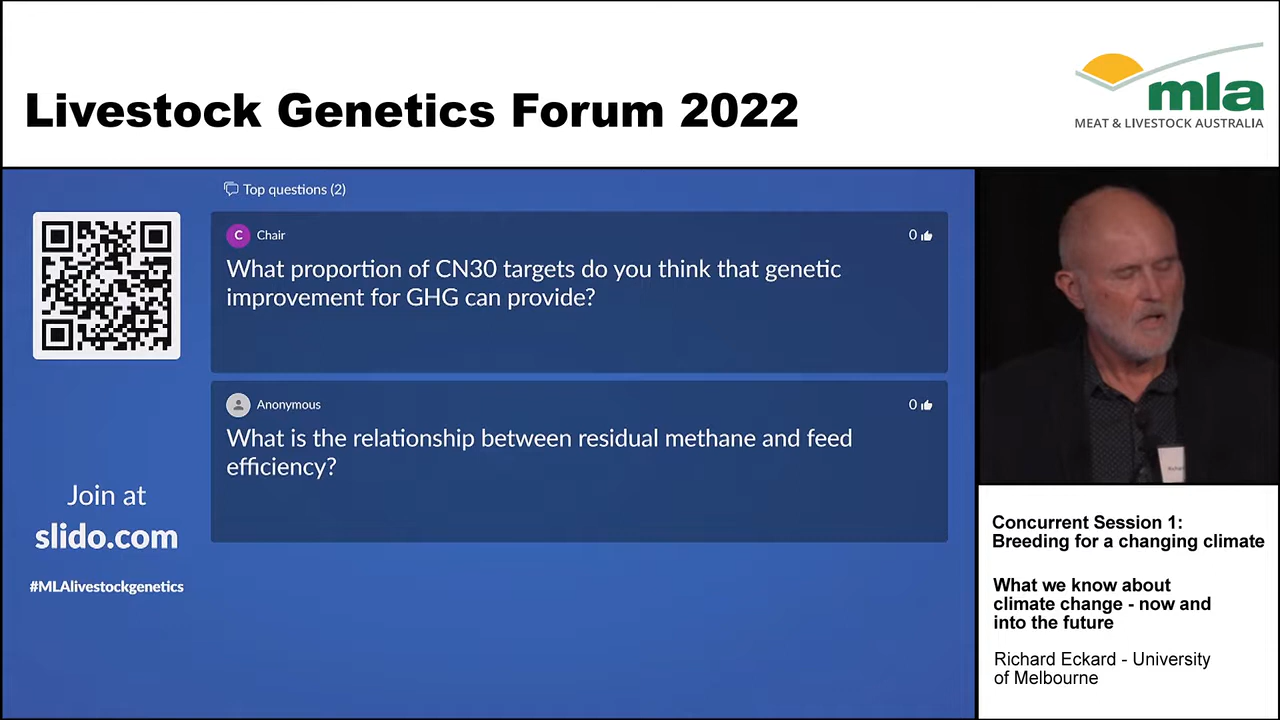 Livestock Genetics Forum 2022
mla
MEAT & LIVESTOCK AUSTRALIA
Top questions (2)
C
Chair
0
What proportion of CN30 targets do you think that genetic
improvement for GHG can provide?
Anonymous
0
What is the relationship between residual methane and feed
efficiency?
Join at
slido.com
#MLAlivestockgenetics
Richard
Concurrent Session 1:
Breeding for a changing climate
What we know about
climate change - now and
into the future
Richard Eckard - University
of Melbourne